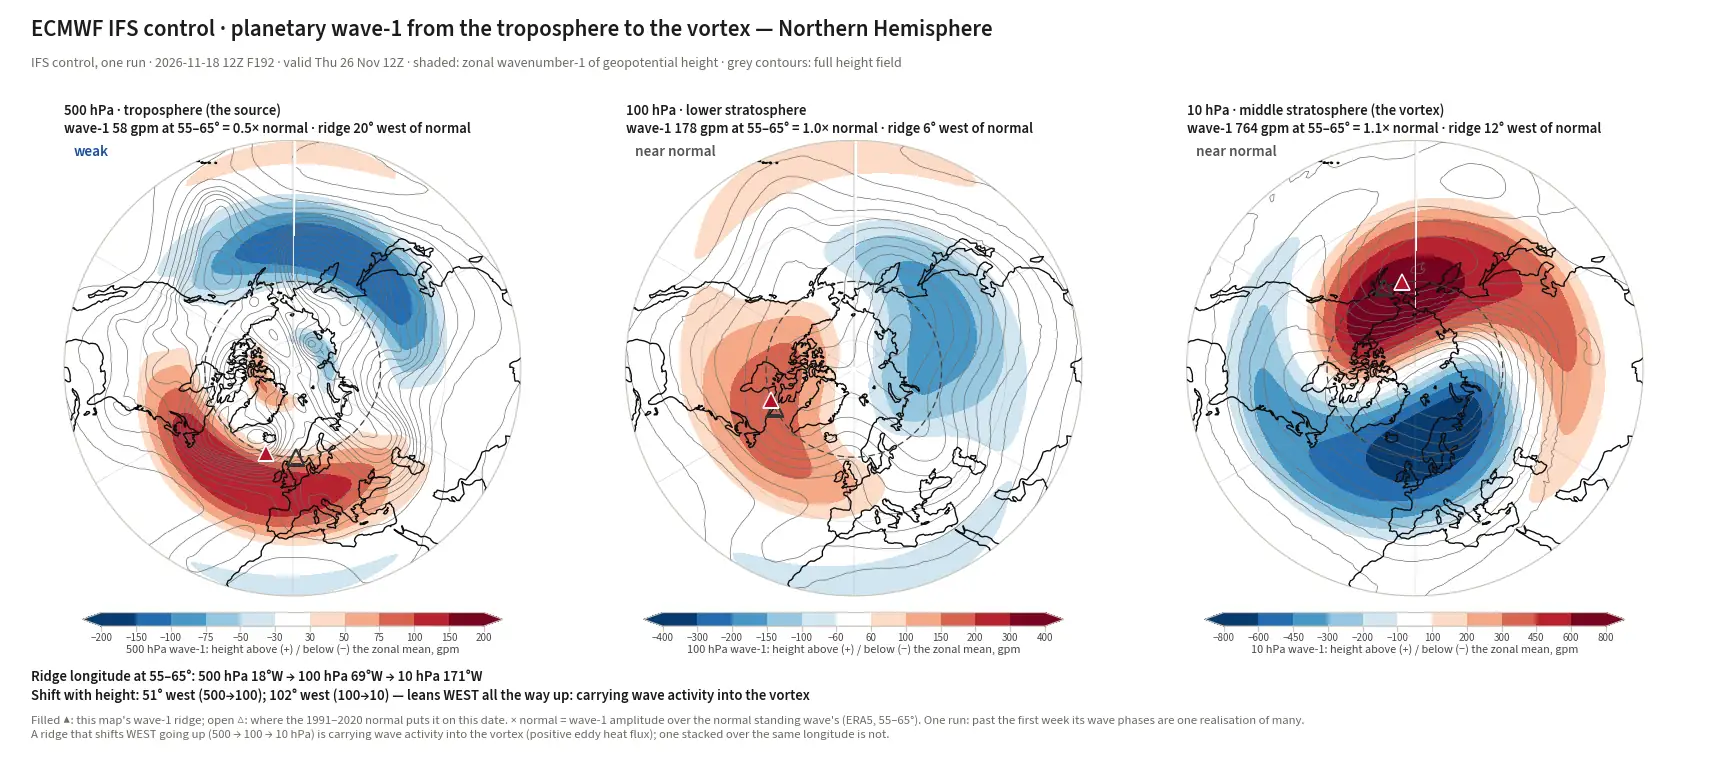 ECMWF IFS control · planetary wave-1 from the troposphere to the vortex — Northern Hemisphere
IFS control, one run · 2026-11-18 12Z F192 · valid Thu 26 Nov 12Z · shaded: zonal wavenumber-1 of geopotential height · grey contours: full height field
500 hPa · troposphere (the source)
wave-1 58 gpm at 55–65° = 0.5× normal · ridge 20° west of normal
weak
100 hPa · lower stratosphere
wave-1 178 gpm at 55–65° = 1.0× normal · ridge 6° west of normal
near normal
10 hPa · middle stratosphere (the vortex)
wave-1 764 gpm at 55–65° = 1.1× normal · ridge 12° west of normal
near normal
−200 −150 −100 −75 −50 −30 30 50 75 100 150 200
500 hPa wave-1: height above (+) / below (−) the zonal mean, gpm
−400 −300 −200 −150 −100 −60 60 100 150 200 300 400
100 hPa wave-1: height above (+) / below (−) the zonal mean, gpm
−800 −600 −450 −300 −200 −100 100 200 300 450 600 800
10 hPa wave-1: height above (+) / below (−) the zonal mean, gpm
Ridge longitude at 55–65°: 500 hPa 18°W → 100 hPa 69°W → 10 hPa 171°W
Shift with height: 51° west (500→100); 102° west (100→10) — leans WEST all the way up: carrying wave activity into the vortex
Filled ▲: this map's wave-1 ridge; open △: where the 1991–2020 normal puts it on this date. × normal = wave-1 amplitude over the normal standing wave's (ERA5, 55–65°). One run: past the first week its wave phases are one realisation of many.
A ridge that shifts WEST going up (500 → 100 → 10 hPa) is carrying wave activity into the vortex (positive eddy heat flux); one stacked over the same longitude is not.